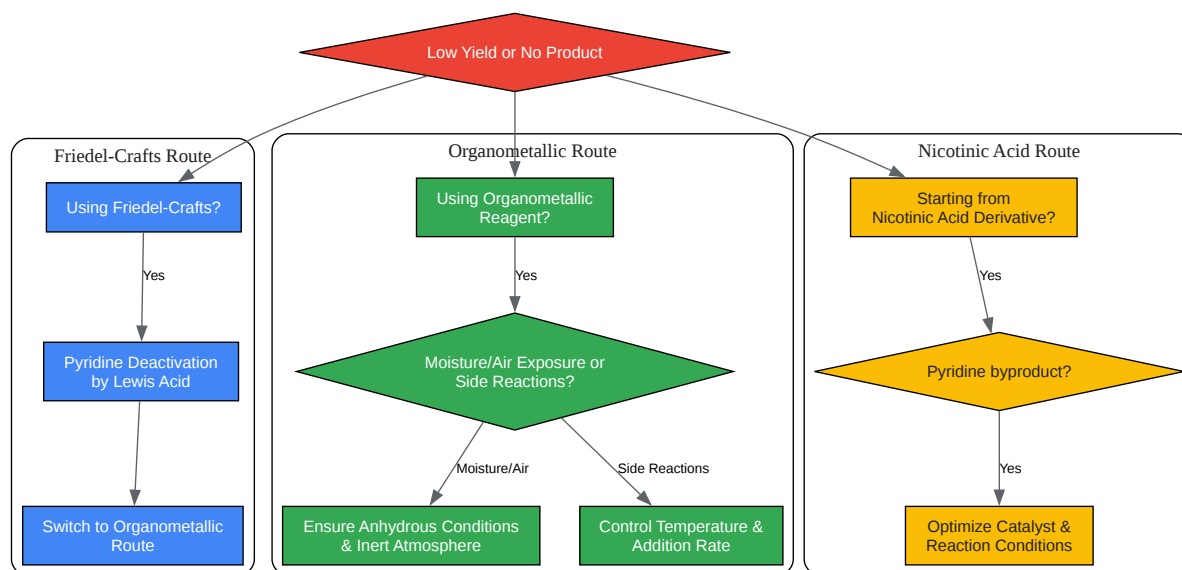 Low Yield or No Product
Friedel-Crafts Route
Using Friedel-Crafts?
Yes
Pyridine Deactivation
by Lewis Acid
Switch to Organometallic
Route
Organometallic Route
Using Organometallic
Reagent?
Yes
Moisture/Air Exposure or
Side Reactions?
Moisture/Air
Side Reactions
Ensure Anhydrous Conditions
& Inert Atmosphere
Control Temperature &
Addition Rate
Nicotinic Acid Route
Starting from
Nicotinic Acid Derivative?
Yes
Pyridine byproduct?
Yes
Optimize Catalyst &
Reaction Conditions